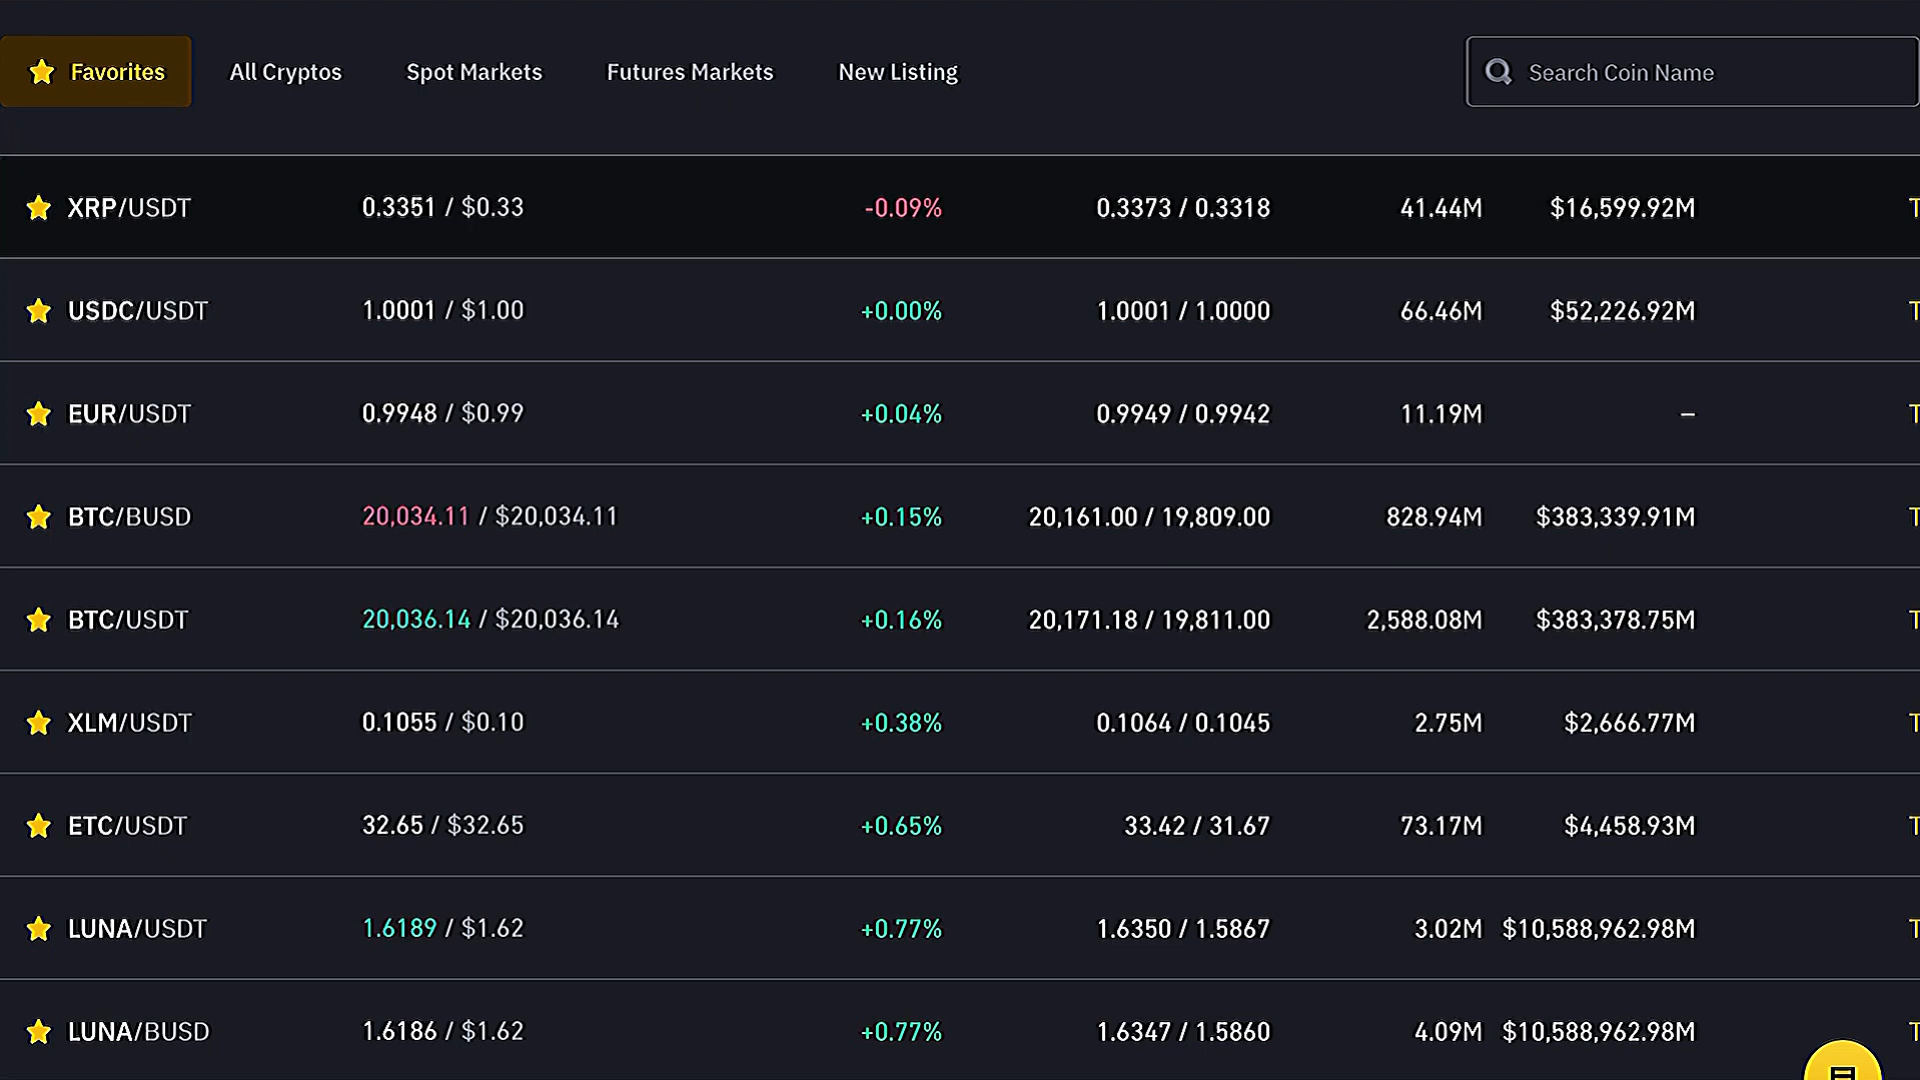 Favorites All Cryptos Spot Markets Futures Markets New Listing Search Coin Name
XRP/USDT 0.3351 / $0.33 -0.09% 0.3373 / 0.3318 41.44M $16,599.92M T
USDC/USDT 1.0001 / $1.00 +0.00% 1.0001 / 1.0000 66.46M $52,226.92M T
EUR/USDT 0.9948 / $0.99 +0.04% 0.9949 / 0.9942 11.19M – T
BTC/BUSD 20,034.11 / $20,034.11 +0.15% 20,161.00 / 19,809.00 828.94M $383,339.91M T
BTC/USDT 20,036.14 / $20,036.14 +0.16% 20,171.18 / 19,811.00 2,588.08M $383,378.75M T
XLM/USDT 0.1055 / $0.10 +0.38% 0.1064 / 0.1045 2.75M $2,666.77M T
ETC/USDT 32.65 / $32.65 +0.65% 33.42 / 31.67 73.17M $4,458.93M T
LUNA/USDT 1.6189 / $1.62 +0.77% 1.6350 / 1.5867 3.02M $10,588,962.98M T
LUNA/BUSD 1.6186 / $1.62 +0.77% 1.6347 / 1.5860 4.09M $10,588,962.98M T